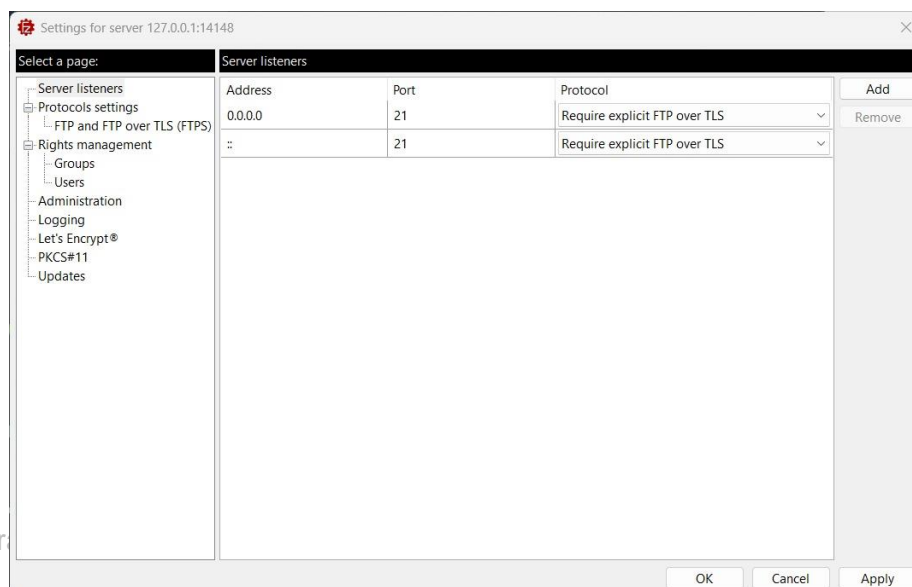 Settings for server 127.0.0.1:14148
Select a page:
Server listeners
Server listeners
Protocols settings
FTP and FTP over TLS (FTPS)
Rights management
Groups
Users
Administration
Logging
Let's Encrypt®
PKCS#11
Updates
Address Port Protocol
0.0.0.0 21 Require explicit FTP over TLS
:: 21 Require explicit FTP over TLS
Add
Remove
OK Cancel Apply